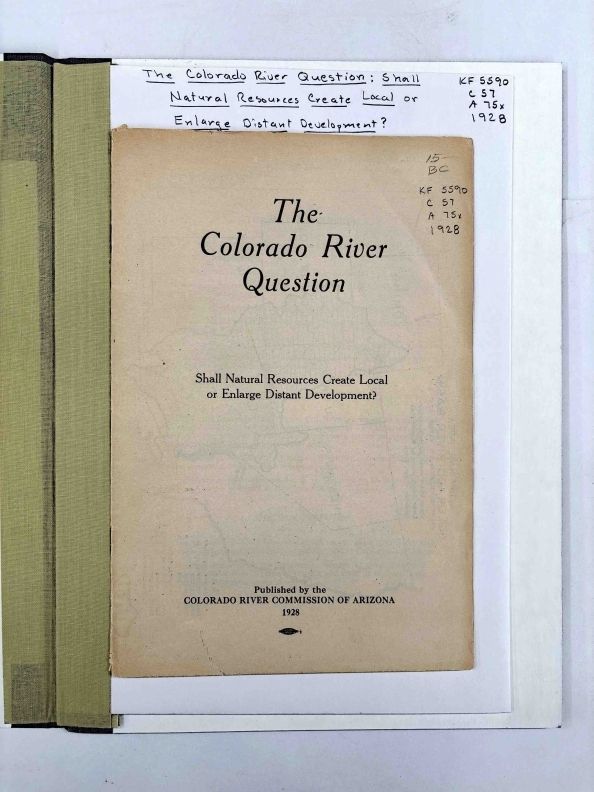 The Colorado River Question: Shall
Natural Resources Create Local or
Enlarge Distant Development?
KF 5590
C 57
A 75x
1928
15-
BC
KF 5590
C 57
A 75x
1928
The
Colorado River
Question
Shall Natural Resources Create Local
or Enlarge Distant Development?
Published by the
COLORADO RIVER COMMISSION OF ARIZONA
1928